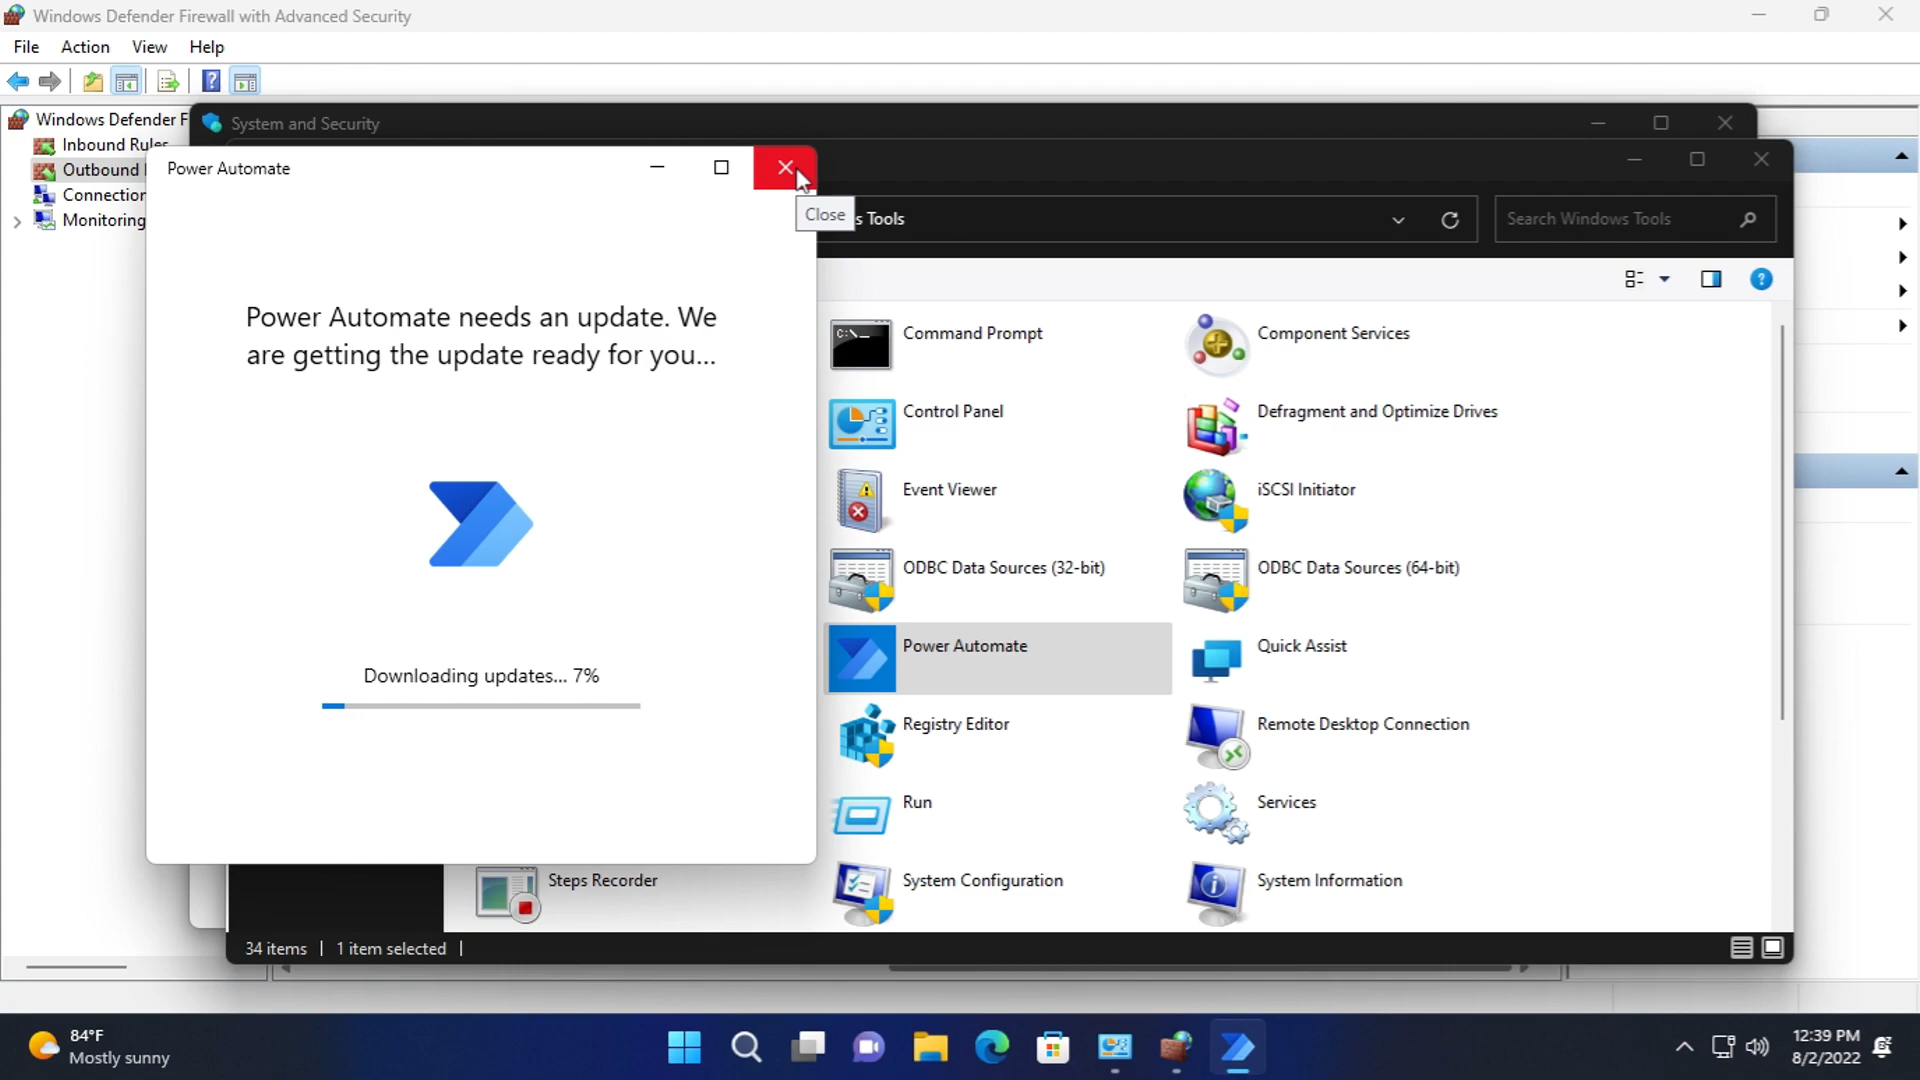 Windows Defender Firewall with Advanced Security
File Action View Help
Windows Defender F
System and Security
Inbound Rules
Outbound
Connection
Monitoring
Power Automate
Close
s Tools
Search Windows Tools
Power Automate needs an update. We
are getting the update ready for you...
Downloading updates... 7%
Command Prompt
Component Services
Control Panel
Defragment and Optimize Drives
Event Viewer
iSCSI Initiator
ODBC Data Sources (32-bit)
ODBC Data Sources (64-bit)
Power Automate
Quick Assist
Registry Editor
Remote Desktop Connection
Run
Services
Steps Recorder
System Configuration
System Information
34 items
1 item selected
84°F
Mostly sunny
12:39 PM
8/2/2022